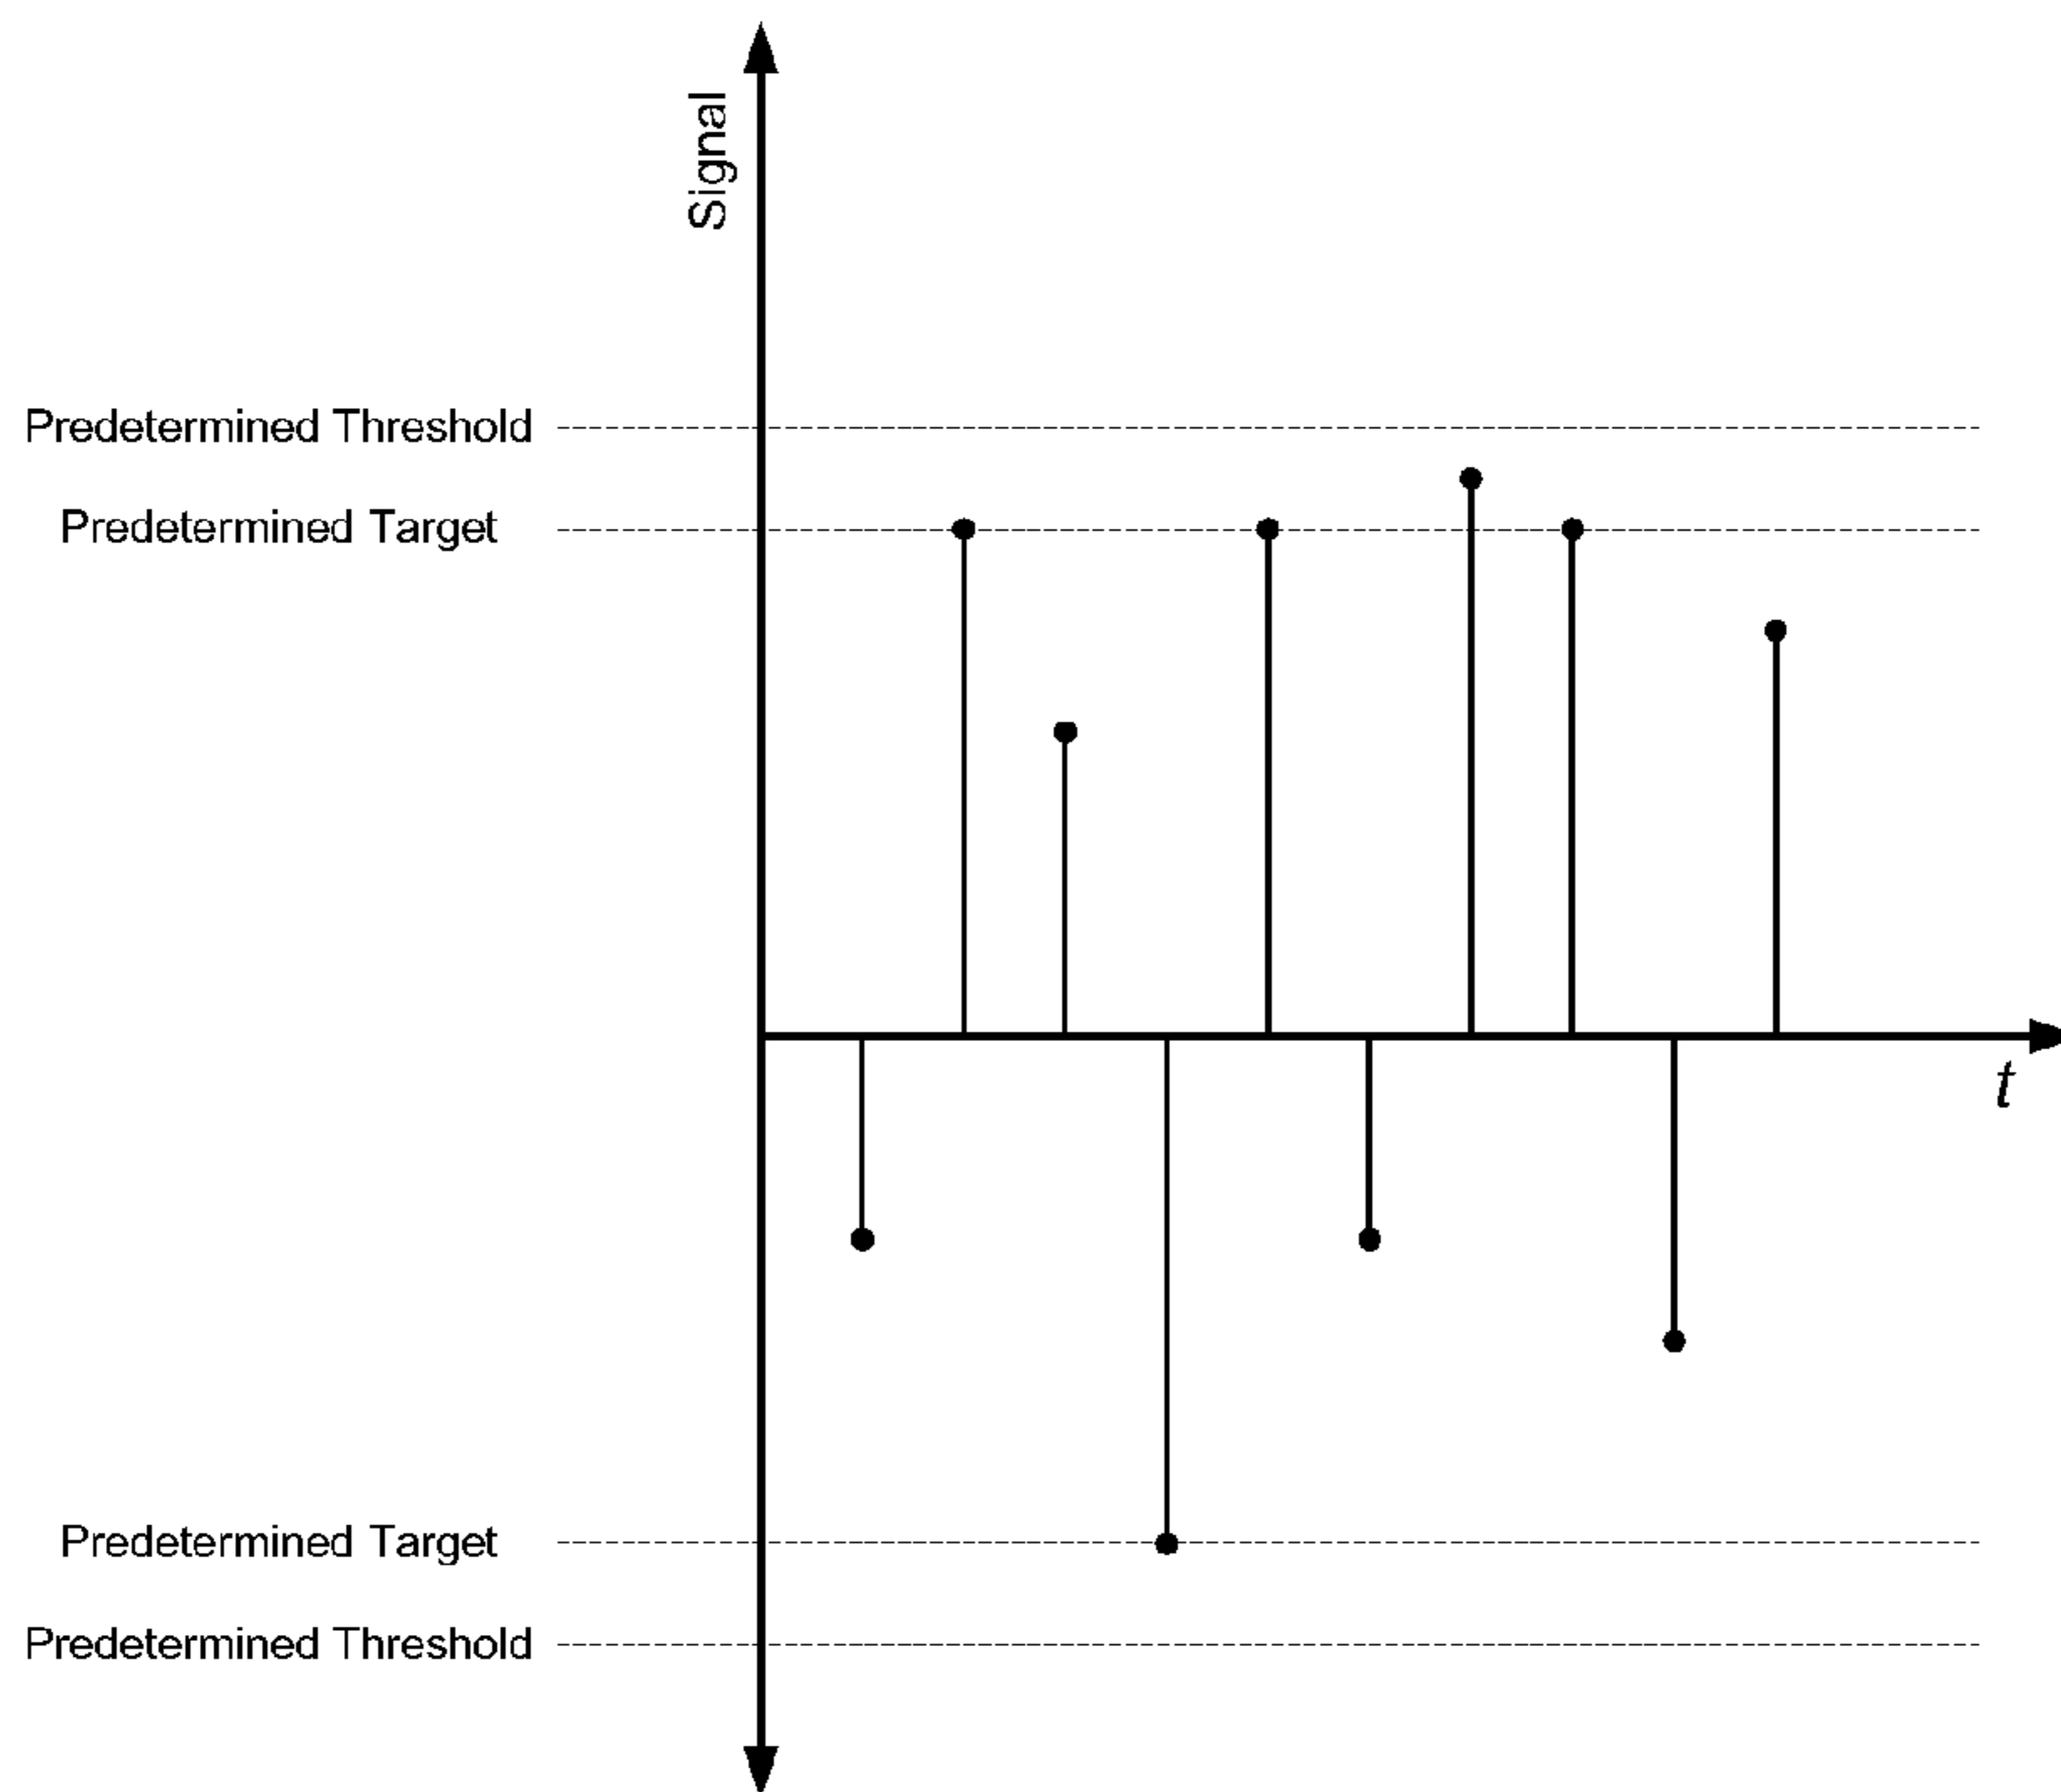 Signal
Predetermined Threshold
Predetermined Target
t
Predetermined Target
Predetermined Threshold